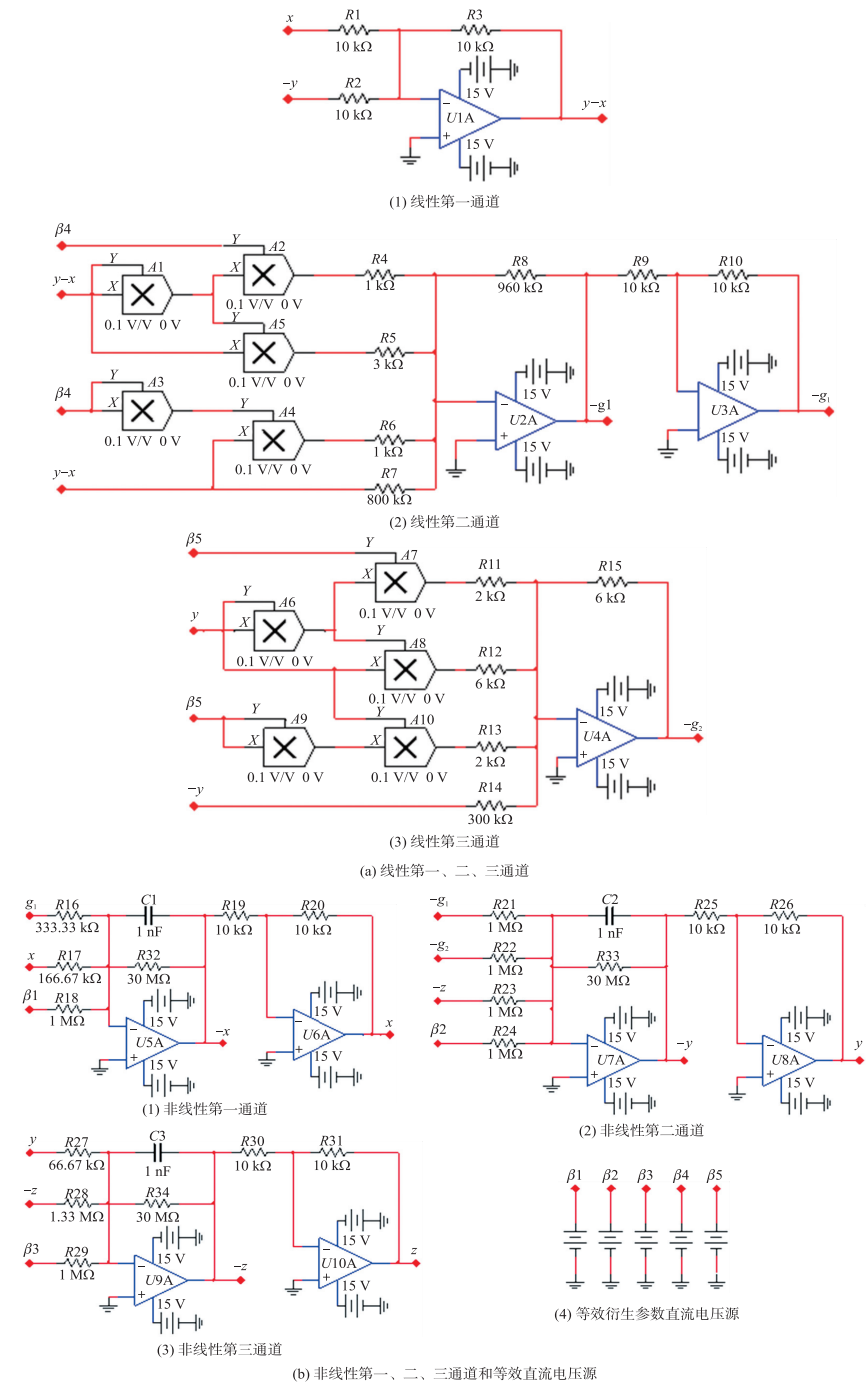 x
R1
10 kΩ
R3
10 kΩ
−y
R2
10 kΩ
−
U1A
+
15 V
15 V
y−x
(1) 线性第一通道
β4
Y
A2
X
0.1 V/V 0 V
Y
A1
y−x
X
0.1 V/V 0 V
R4
1 kΩ
R8
960 kΩ
R9
10 kΩ
R10
10 kΩ
Y
A5
X
0.1 V/V 0 V
R5
3 kΩ
β4
Y
A3
X
0.1 V/V 0 V
Y
A4
X
0.1 V/V 0 V
R6
1 kΩ
15 V
−
U2A
+
15 V
−g1
15 V
−
U3A
+
15 V
−g₁
y−x
R7
800 kΩ
(2) 线性第二通道
β5
Y
A7
X
0.1 V/V 0 V
R11
2 kΩ
R15
6 kΩ
y
Y
A6
X
0.1 V/V 0 V
Y
A8
X
0.1 V/V 0 V
R12
6 kΩ
β5
Y
A9
X
0.1 V/V 0 V
Y
A10
X
0.1 V/V 0 V
R13
2 kΩ
15 V
−
U4A
+
15 V
−g₂
−y
R14
300 kΩ
(3) 线性第三通道
(a) 线性第一、二、三通道
g₁
R16
333.33 kΩ
C1
1 nF
R19
10 kΩ
R20
10 kΩ
x
R17
166.67 kΩ
R32
30 MΩ
β1
R18
1 MΩ
15 V
−
U5A
+
15 V
−x
15 V
−
U6A
+
15 V
x
(1) 非线性第一通道
−g₁
R21
1 MΩ
C2
1 nF
R25
10 kΩ
R26
10 kΩ
−g₂
R22
1 MΩ
R33
30 MΩ
−z
R23
1 MΩ
β2
R24
1 MΩ
15 V
−
U7A
+
15 V
−y
15 V
−
U8A
+
15 V
y
(2) 非线性第二通道
y
R27
66.67 kΩ
C3
1 nF
R30
10 kΩ
R31
10 kΩ
−z
R28
1.33 MΩ
R34
30 MΩ
β3
R29
1 MΩ
15 V
−
U9A
+
15 V
−z
15 V
−
U10A
+
15 V
z
(3) 非线性第三通道
β1 β2 β3 β4 β5
(4) 等效衍生参数直流电压源
(b) 非线性第一、二、三通道和等效直流电压源